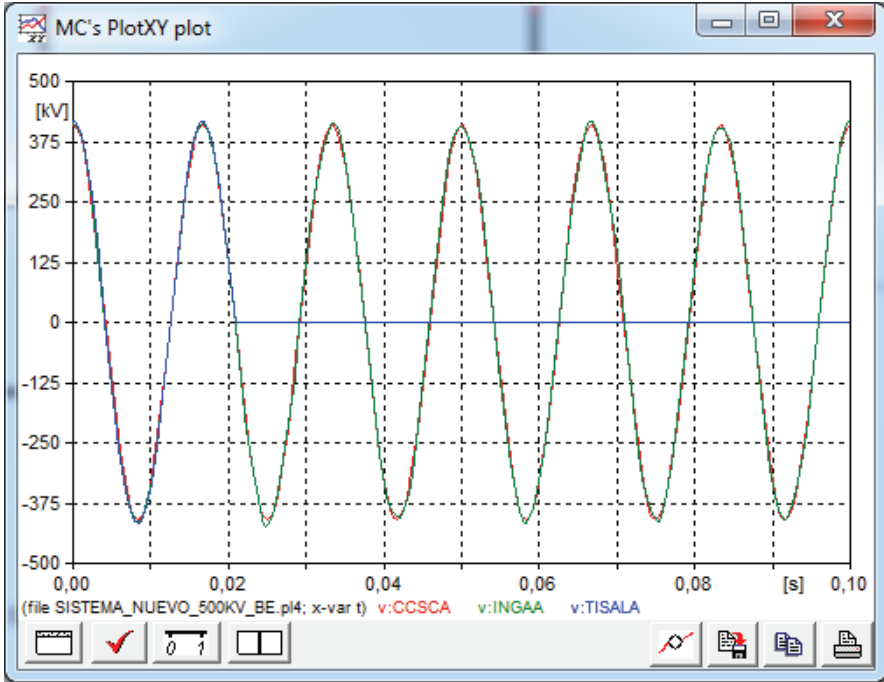 MC's PlotXY plot
500
[kV]
375
250
125
0
-125
-250
-375
-500
0,00 0,02 0,04 0,06 0,08 [s] 0,10
(file SISTEMA_NUEVO_500KV_BE.pl4; x-var t) v:CCSCA v:INGAA v:TISALA
0 1